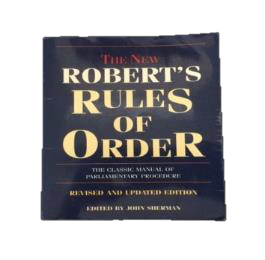 THE NEW
ROBERT'S
RULES
OF
ORDER
THE CLASSIC MANUAL OF
PARLIAMENTARY PROCEDURE
REVISED AND UPDATED EDITION
EDITED BY JOHN SHERMAN